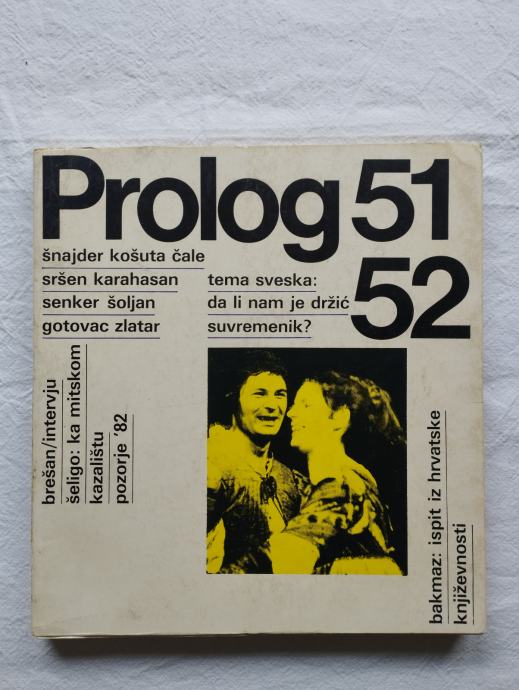 Prolog 51
52
šnajder košuta čale
sršen karahasan
senker šoljan
gotovac zlatar
tema sveska:
da li nam je držić
suvremenik?
brešan/intervju
šeligo: ka mitskom
kazalištu
pozorje '82
bakmaz: ispit iz hrvatske
književnosti